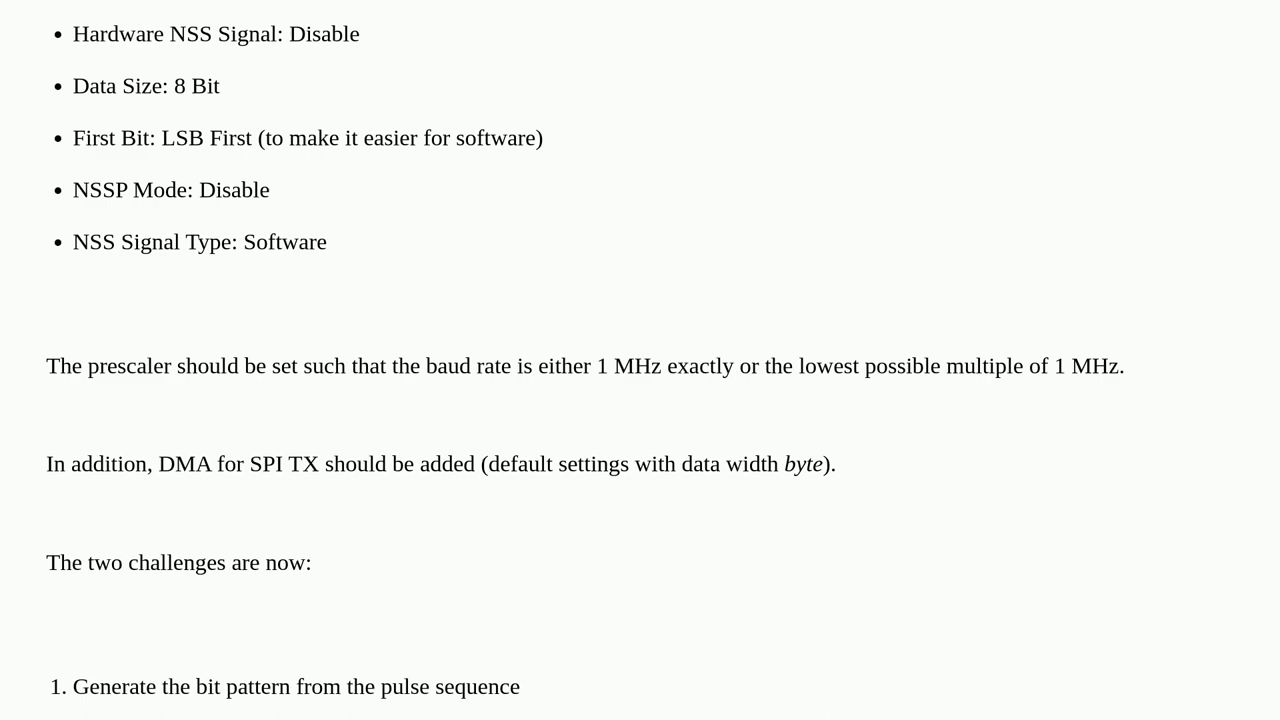 • Hardware NSS Signal: Disable
• Data Size: 8 Bit
• First Bit: LSB First (to make it easier for software)
• NSSP Mode: Disable
• NSS Signal Type: Software
The prescaler should be set such that the baud rate is either 1 MHz exactly or the lowest possible multiple of 1 MHz.
In addition, DMA for SPI TX should be added (default settings with data width byte).
The two challenges are now:
1. Generate the bit pattern from the pulse sequence